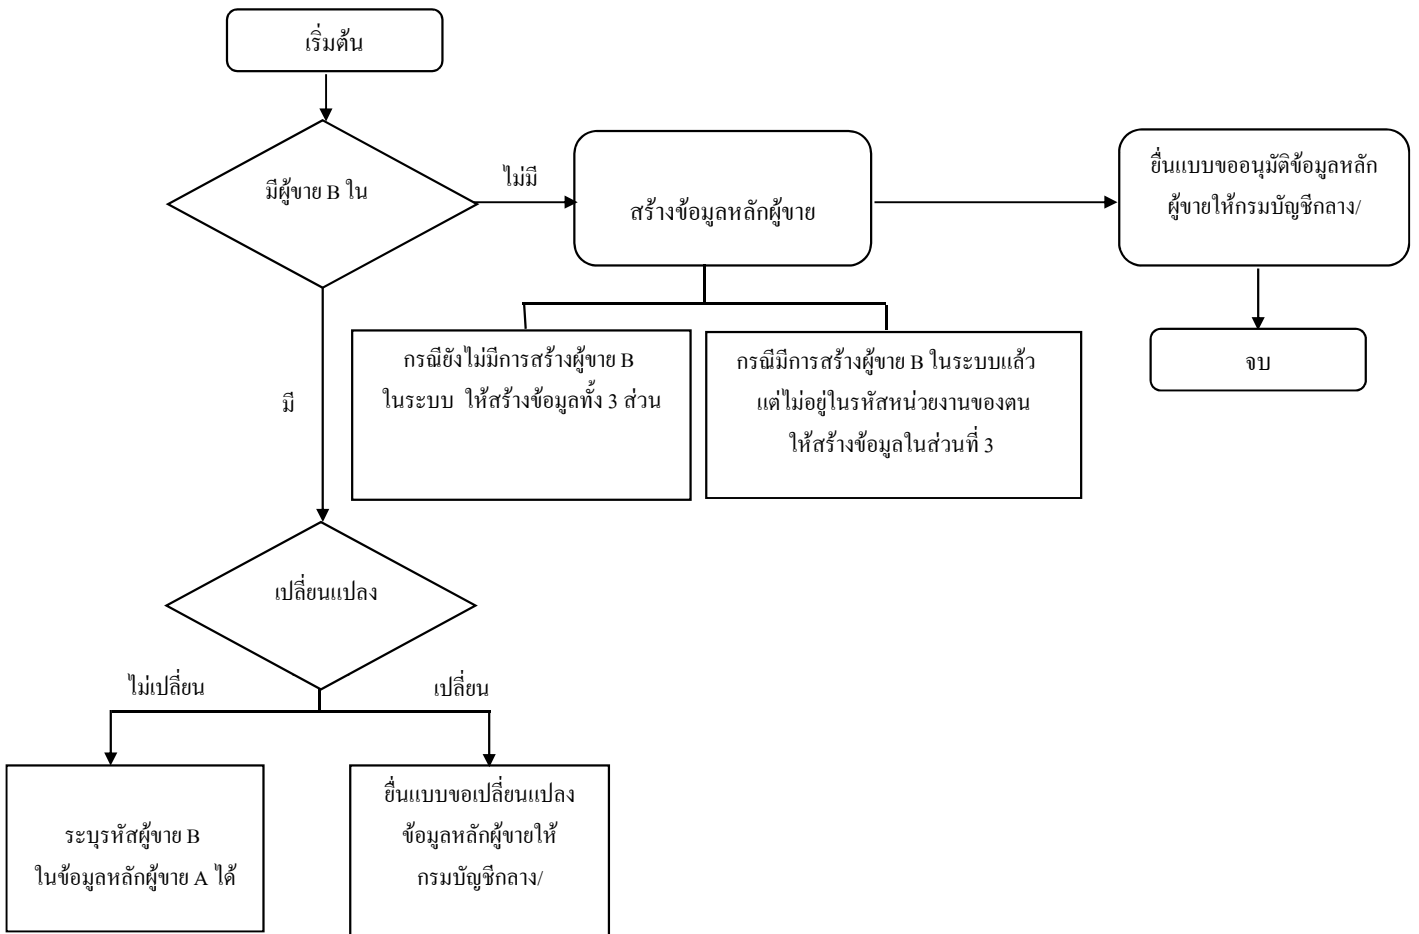 เริ่มต้น
มีผู้ขาย B ใน
ไม่มี
สร้างข้อมูลหลักผู้ขาย
ยื่นแบบขออนุมัติข้อมูลหลัก
ผู้ขายให้กรมบัญชีกลาง/
จบ
กรณียังไม่มีการสร้างผู้ขาย B
ในระบบ ให้สร้างข้อมูลทั้ง 3 ส่วน
กรณีมีการสร้างผู้ขาย B ในระบบแล้ว
แต่ไม่อยู่ในรหัสหน่วยงานของตน
ให้สร้างข้อมูลในส่วนที่ 3
มี
เปลี่ยนแปลง
ไม่เปลี่ยน
เปลี่ยน
ระบุรหัสผู้ขาย B
ในข้อมูลหลักผู้ขาย A ได้
ยื่นแบบขอเปลี่ยนแปลง
ข้อมูลหลักผู้ขายให้
กรมบัญชีกลาง/